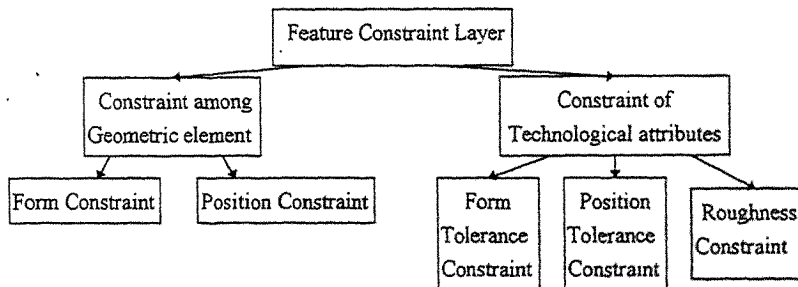 Feature Constraint Layer
Constraint among
Geometric element
Constraint of
Technological attributes
Form Constraint
Position Constraint
Form
Tolerance
Constraint
Position
Tolerance
Constraint
Roughness
Constraint